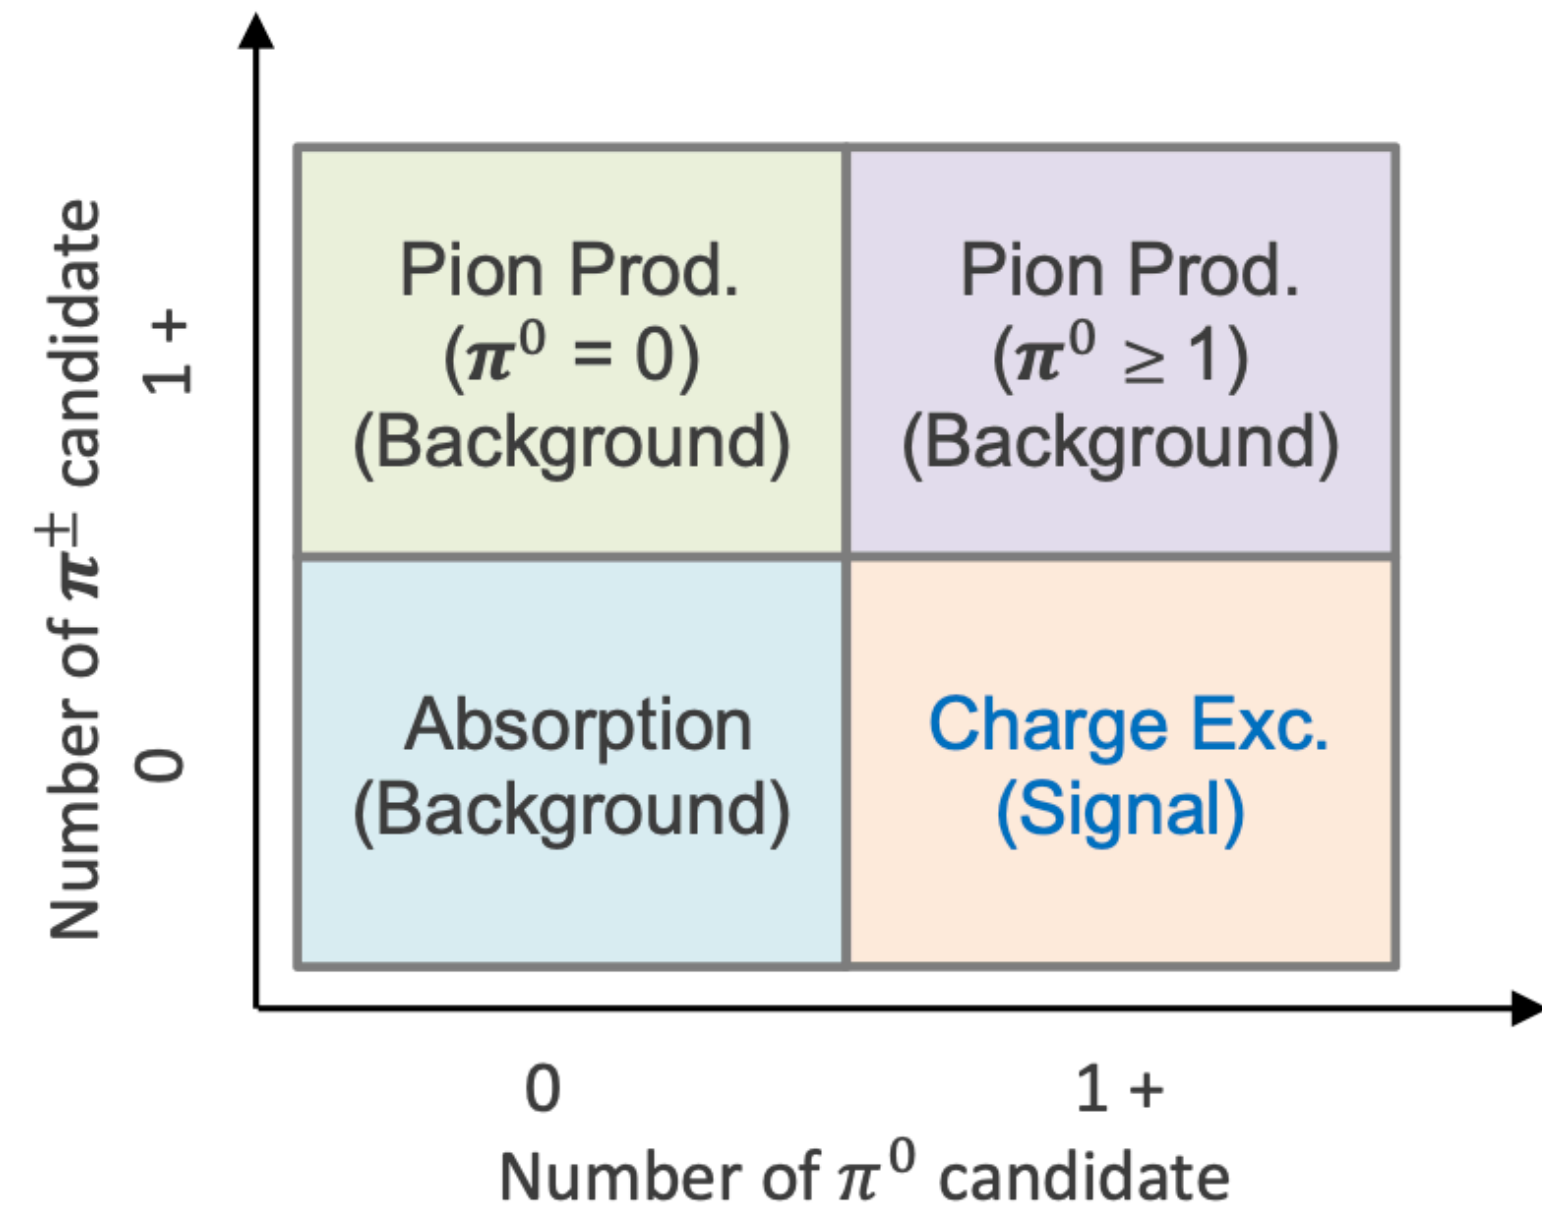 Number of π± candidate
1 +
0
Pion Prod.
(π⁰ = 0)
(Background)
Pion Prod.
(π⁰ ≥ 1)
(Background)
Absorption
(Background)
Charge Exc.
(Signal)
0
1 +
Number of π⁰ candidate